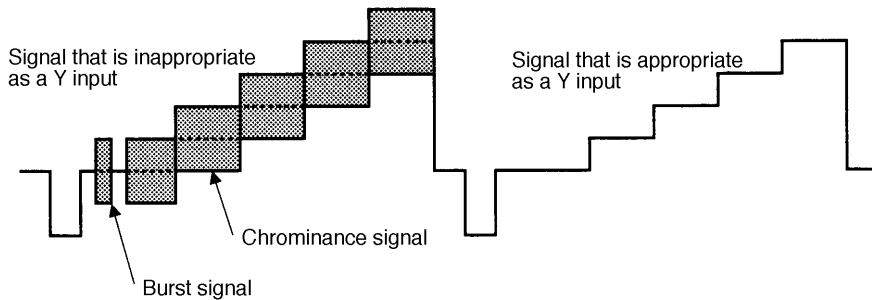 Signal that is inappropriate
as a Y input
Signal that is appropriate
as a Y input
Chrominance signal
Burst signal